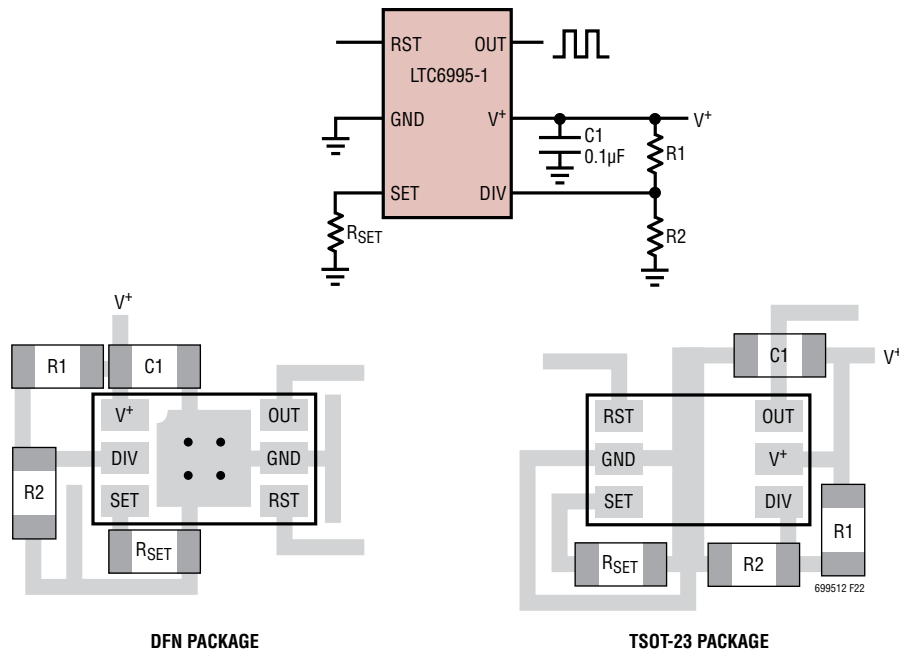 RST OUT
LTC6995-1
GND V+
C1
0.1µF
R1
V+
SET DIV
RSET
R2
V+
R1 C1
V+ OUT
DIV GND
SET RST
R2
RSET
DFN PACKAGE
C1
V+
RST OUT
GND V+
SET DIV
RSET R2 R1
699512 F22
TSOT-23 PACKAGE